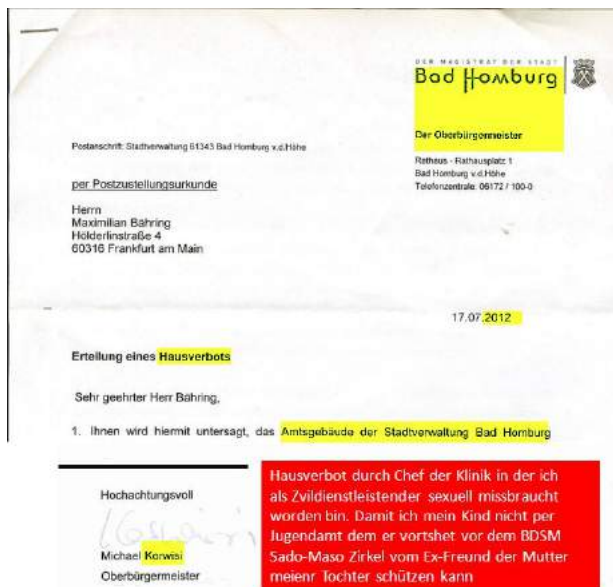 DER MAGISTRAT DER STADT
Bad Homburg
Der Oberbürgermeister
Postanschrift: Stadtverwaltung 61343 Bad Homburg v.d.Höhe
Rathaus - Rathausplatz 1
Bad Homburg v.d.Höhe
Telefonzentrale: 06172 / 100-0
per Postzustellungsurkunde
Herrn
Maximilian Bähring
Hölderlinstraße 4
60316 Frankfurt am Main
17.07.2012
Erteilung eines Hausverbots
Sehr geehrter Herr Bähring,
1. Ihnen wird hiermit untersagt, das Amtsgebäude der Stadtverwaltung Bad Homburg
Hochachtungsvoll
Michael Korwisi
Oberbürgermeister
Hausverbot durch Chef der Klinik in der ich
als Zvildienstleistender sexuell missbraucht
worden bin. Damit ich mein Kind nicht per
Jugendamt dem er vortshet vor dem BDSM
Sado-Maso Zirkel vom Ex-Freund der Mutter
meienr Tochter schützen kann